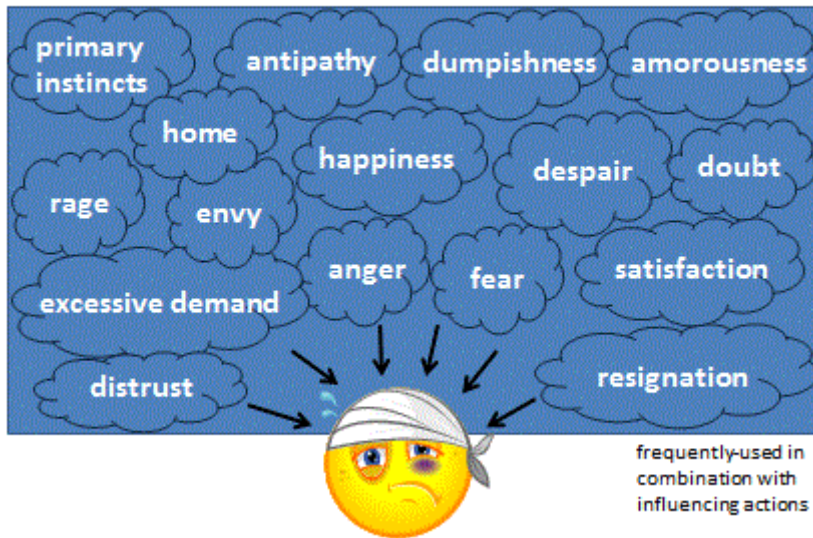 primary
instincts
antipathy
dumpishness
amorousness
home
happiness
despair
doubt
rage
envy
anger
fear
satisfaction
excessive demand
distrust
resignation
frequently-used in
combination with
influencing actions